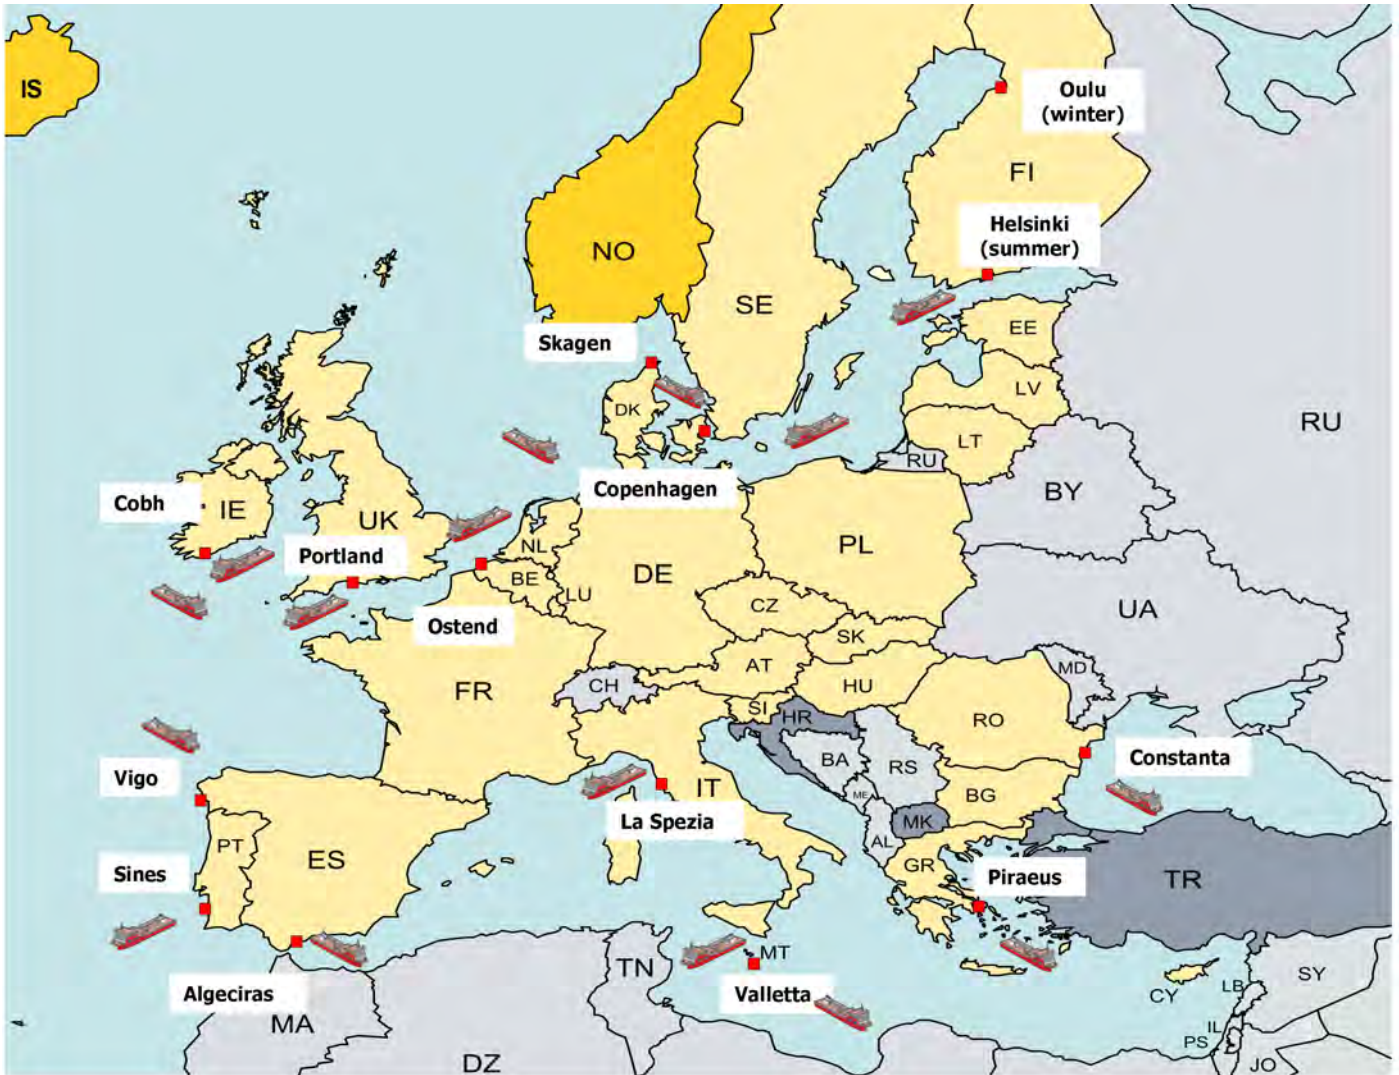 IS
Oulu
(winter)
FI
Helsinki
(summer)
NO
SE
EE
Skagen
LV
DK
RU
LT
RU
BY
Copenhagen
Cobh
IE
UK
Portland
NL
PL
BE
DE
LU
CZ
UA
Ostend
SK
AT
MD
CH
HU
FR
SI
HR
RO
Vigo
BA
RS
Constanta
IT
ME
BG
La Spezia
MK
PT
AL
ES
GR
Sines
Piraeus
TR
MT
TN
SY
Algeciras
Valletta
CY
LB
MA
IL
PS
DZ
JO